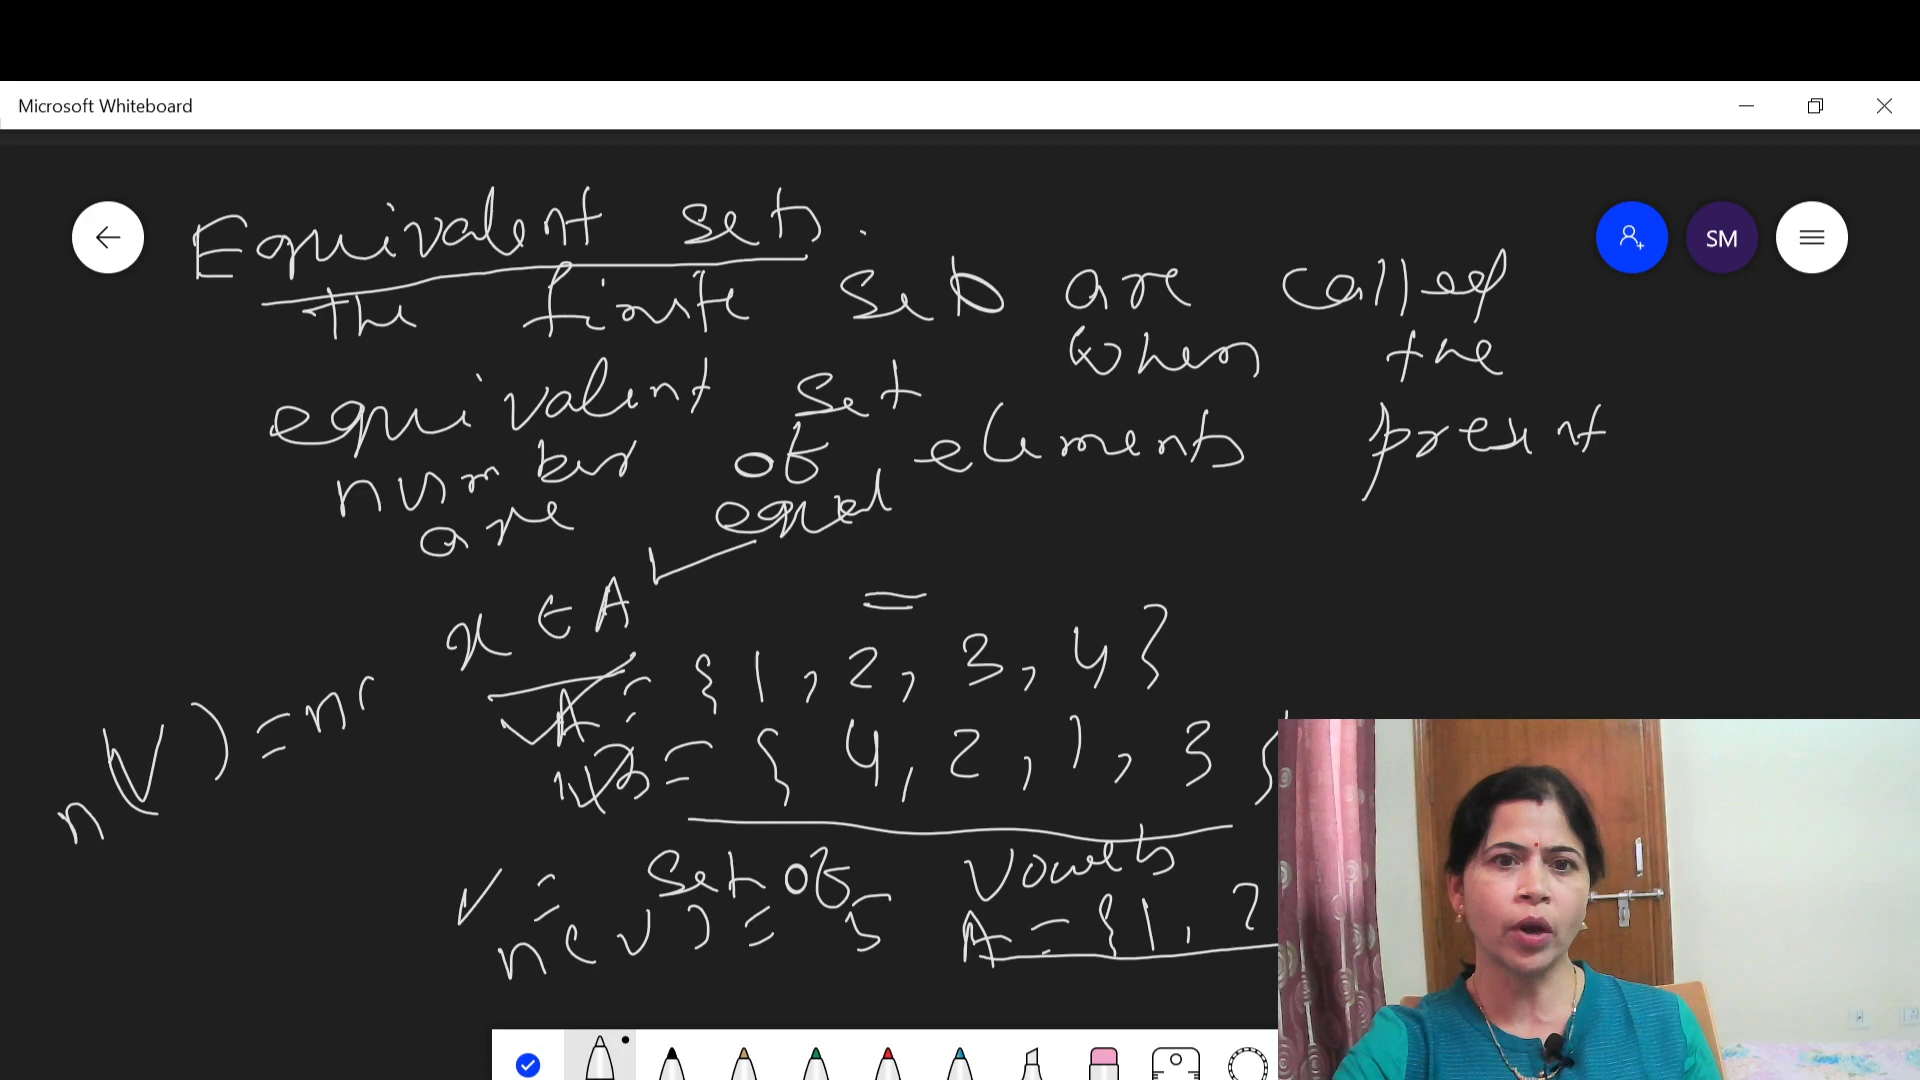 Microsoft Whiteboard
SM
Equivalent sets.
The finite sets are called
equivalent set when the
number of elements present
are equal
x ∈ A
=
A = {1, 2, 3, 4}
B = { 4, 2, 1, 3 }
n(V) = n(
V = Set of Vowels
n(V) = 5
A = {1, 2